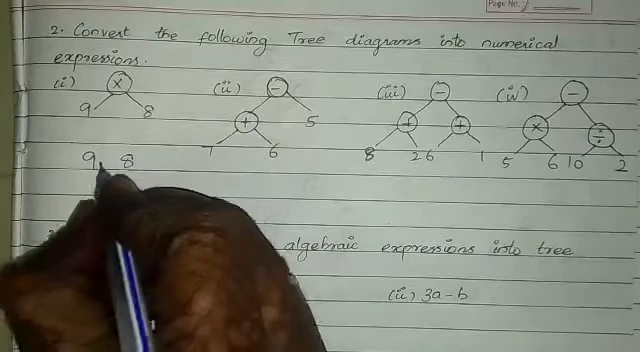 Page No.
2. Convert the following Tree diagrams into numerical
expressions.
(i) × 9 8 (ii) - + 7 6 5 (iii) - + + 8 2 6 1 (iv) - × ÷ 5 6 10 2
9 8
algebraic expressions into tree
(ii) 3a - b